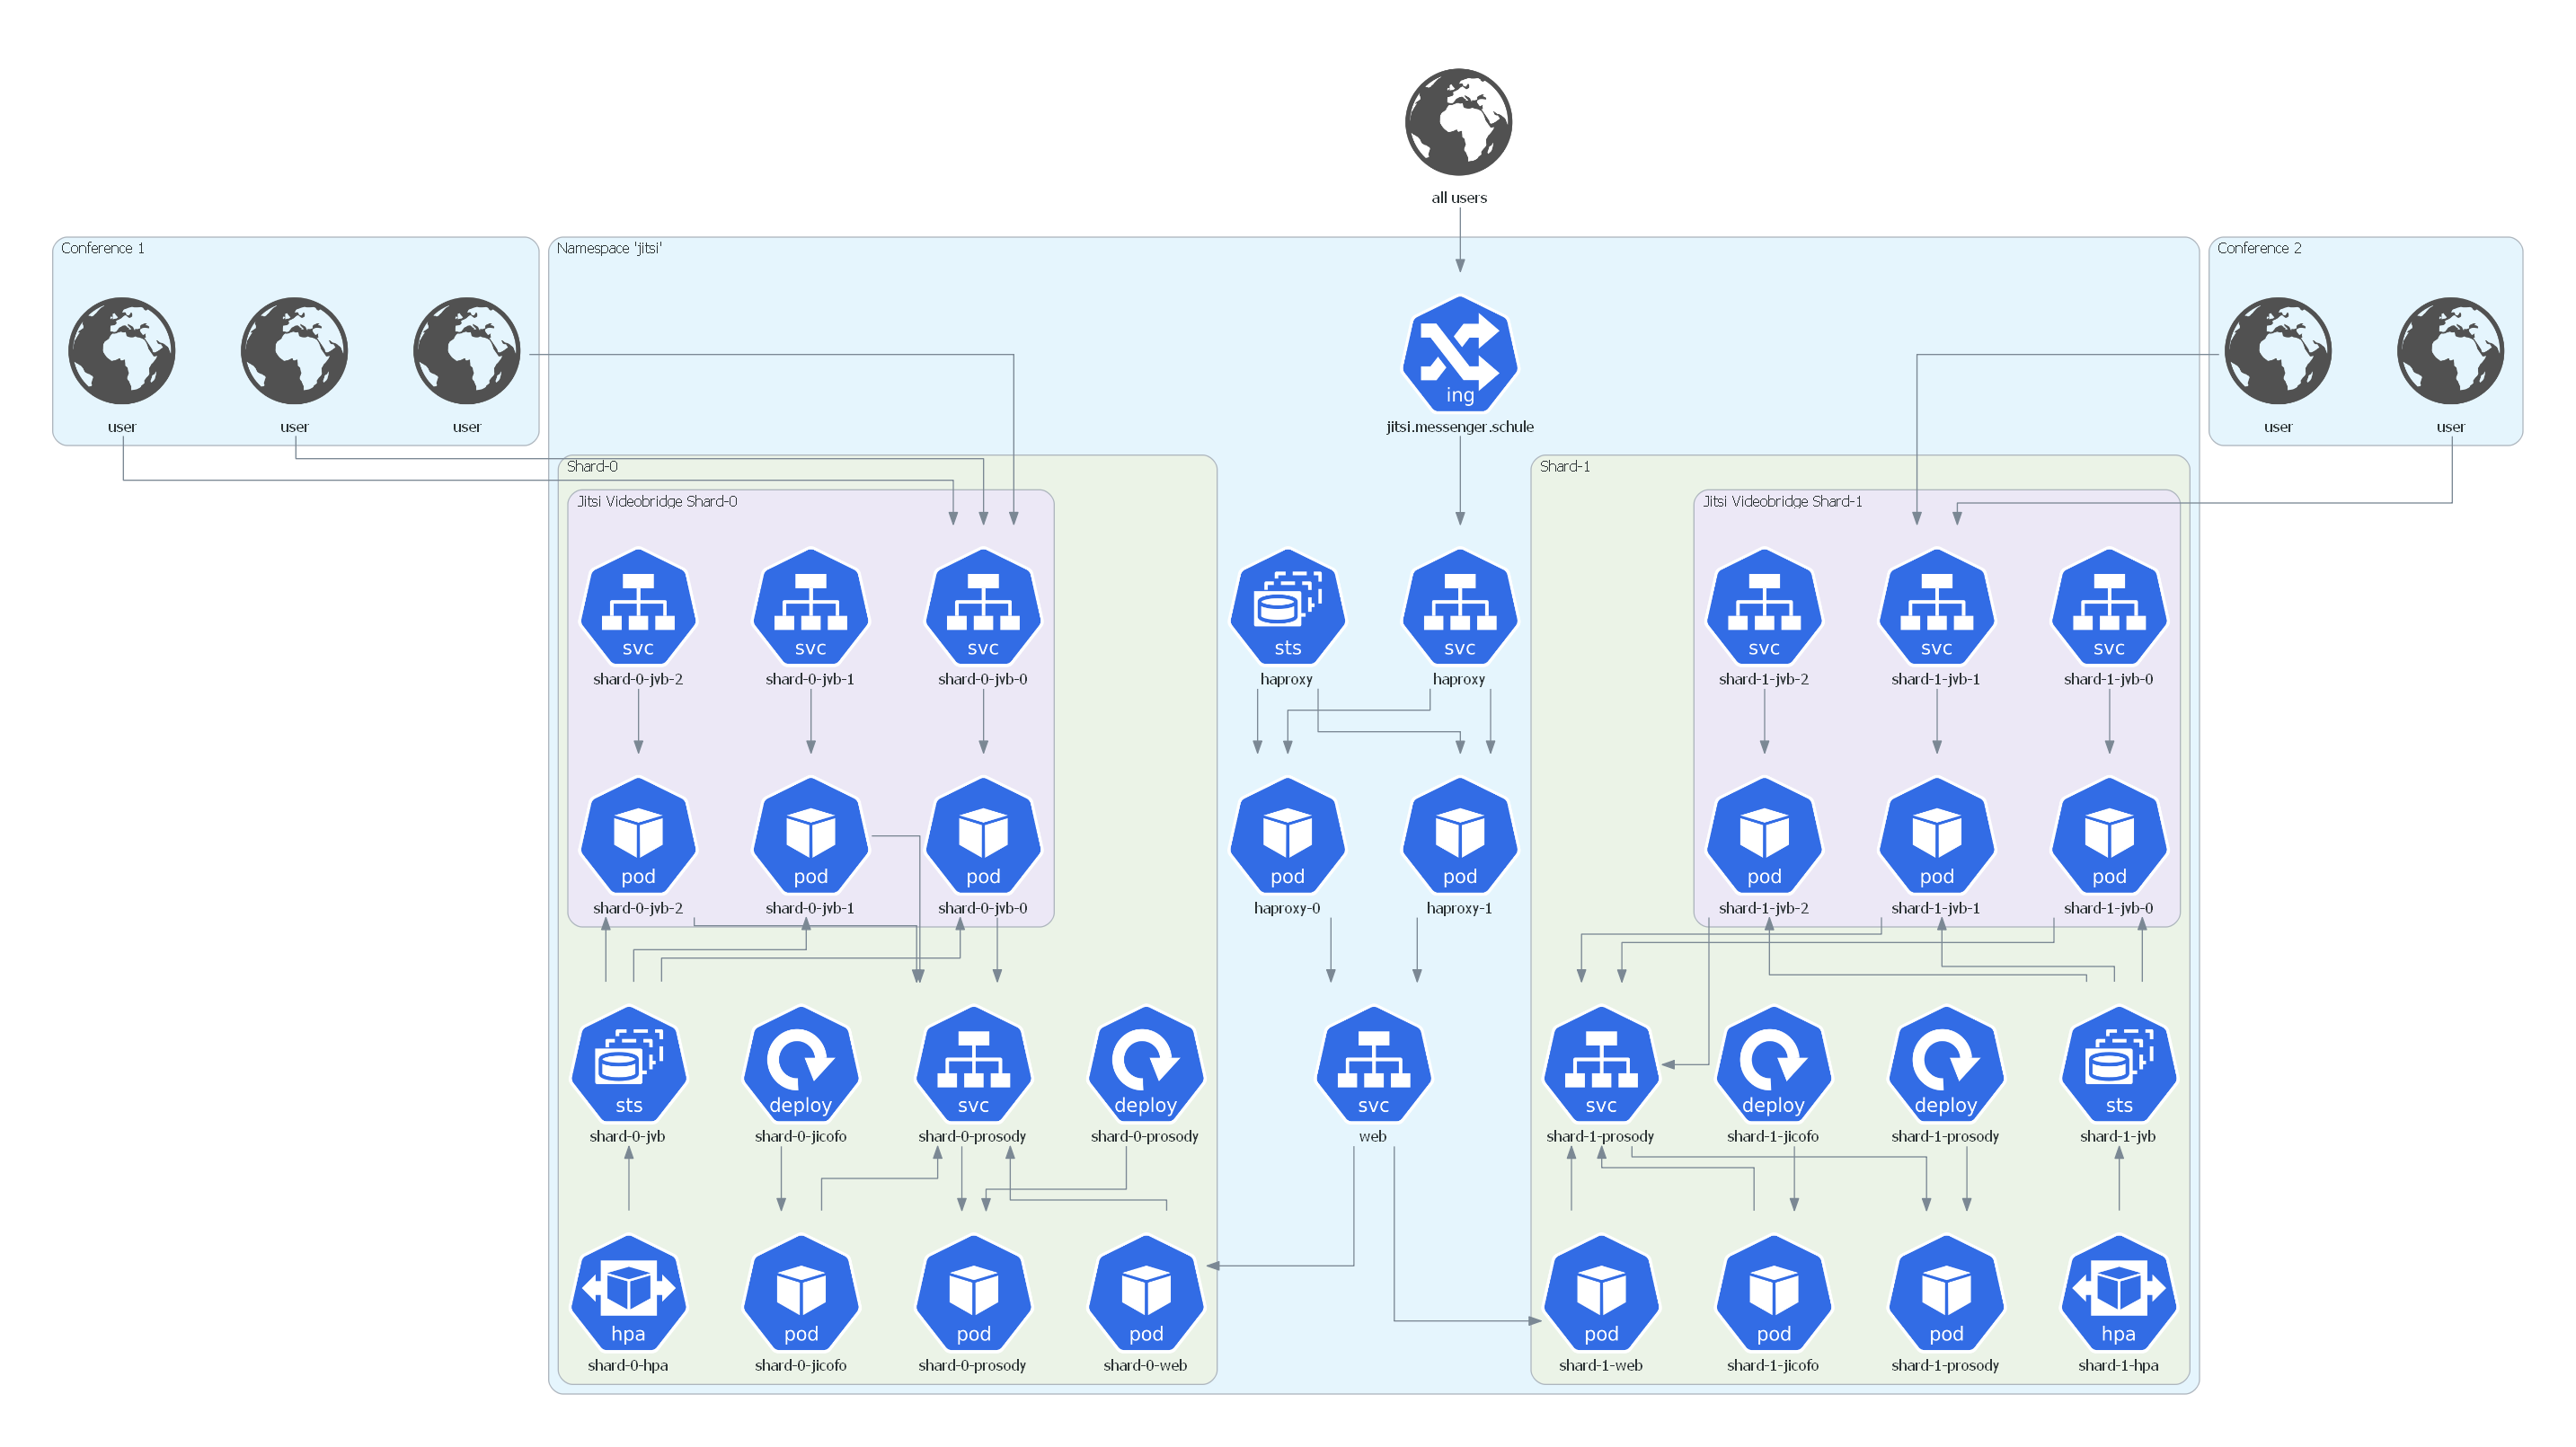 all users
Conference 1
Namespace 'jitsi'
Conference 2
ing
user
user
user
jitsi.messenger.schule
user
user
Shard-0
Shard-1
Jitsi Videobridge Shard-0
Jitsi Videobridge Shard-1
svc
svc
svc
sts
svc
svc
svc
svc
shard-0-jvb-2
shard-0-jvb-1
shard-0-jvb-0
haproxy
haproxy
shard-1-jvb-2
shard-1-jvb-1
shard-1-jvb-0
pod
pod
pod
pod
pod
pod
pod
pod
shard-0-jvb-2
shard-0-jvb-1
shard-0-jvb-0
haproxy-0
haproxy-1
shard-1-jvb-2
shard-1-jvb-1
shard-1-jvb-0
sts
deploy
svc
deploy
svc
svc
deploy
deploy
sts
shard-0-jvb
shard-0-jicofo
shard-0-prosody
shard-0-prosody
web
shard-1-prosody
shard-1-jicofo
shard-1-prosody
shard-1-jvb
hpa
pod
pod
pod
pod
pod
pod
hpa
shard-0-hpa
shard-0-jicofo
shard-0-prosody
shard-0-web
shard-1-web
shard-1-jicofo
shard-1-prosody
shard-1-hpa